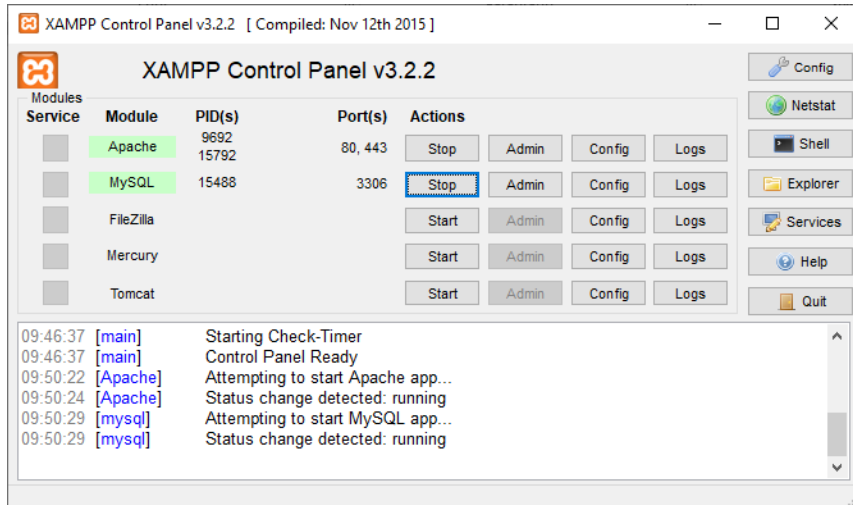 XAMPP Control Panel v3.2.2 [ Compiled: Nov 12th 2015 ]
XAMPP Control Panel v3.2.2
Config
Modules
Service Module PID(s) Port(s) Actions
Netstat
Apache 9692 15792 80, 443 Stop Admin Config Logs
Shell
MySQL 15488 3306 Stop Admin Config Logs
Explorer
FileZilla Start Admin Config Logs
Services
Mercury Start Admin Config Logs
Help
Tomcat Start Admin Config Logs
Quit
09:46:37 [main] Starting Check-Timer
09:46:37 [main] Control Panel Ready
09:50:22 [Apache] Attempting to start Apache app...
09:50:24 [Apache] Status change detected: running
09:50:29 [mysql] Attempting to start MySQL app...
09:50:29 [mysql] Status change detected: running